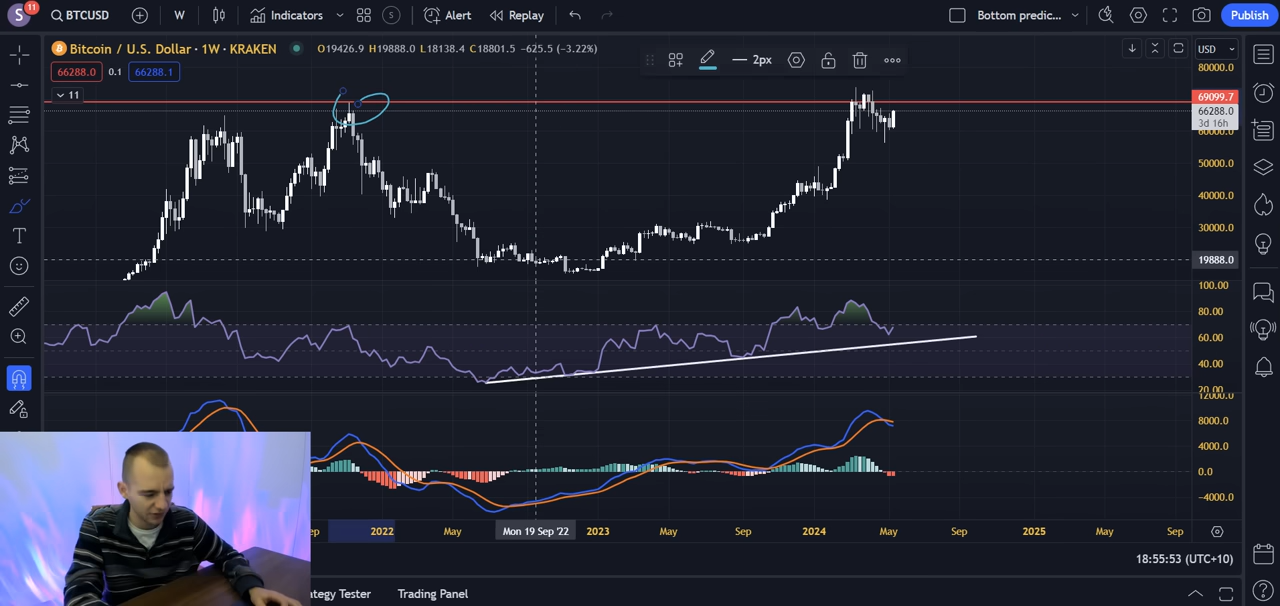 S 11 BTCUSD W Indicators S Alert Replay Bottom predic... Publish
Bitcoin / U.S. Dollar · 1W · KRAKEN O19426.9 H19888.0 L18138.4 C18801.5 -625.5 (-3.22%)
2px
USD
66288.0 0.1 66288.1
11
80000.0
69099.7
66288.0
3d 16h
60000.0
50000.0
40000.0
30000.0
19888.0
100.00
80.00
60.00
40.00
20.00
12000.0
8000.0
4000.0
0.0
-4000.0
ep 2022 May Mon 19 Sep '22 2023 May Sep 2024 May Sep 2025 May Sep
18:55:53 (UTC+10)
ategy Tester Trading Panel